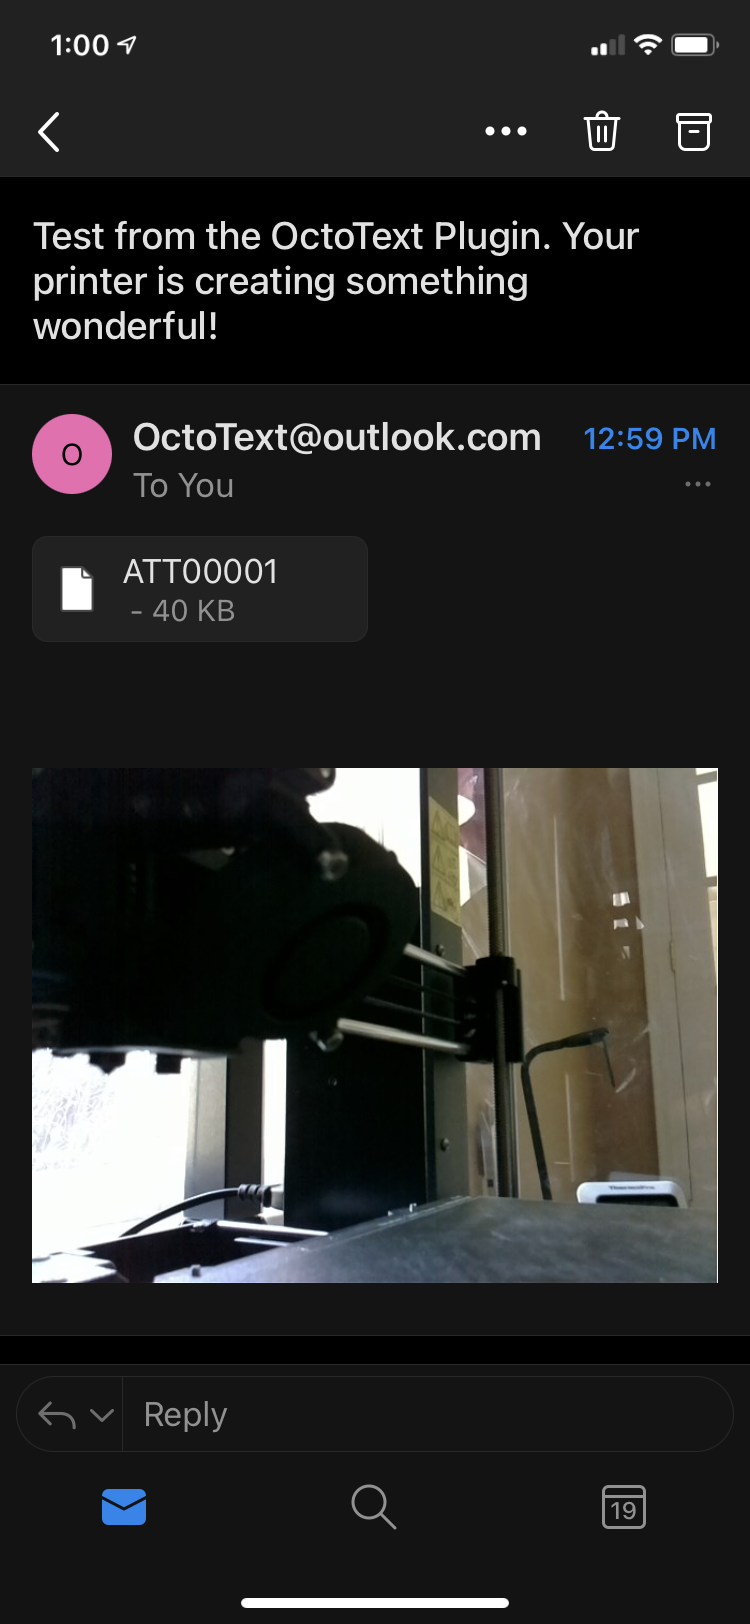 1:00
Test from the OctoText Plugin. Your
printer is creating something
wonderful!
O
OctoText@outlook.com
12:59 PM
To You
ATT00001
- 40 KB
ThermoPro
Reply
19